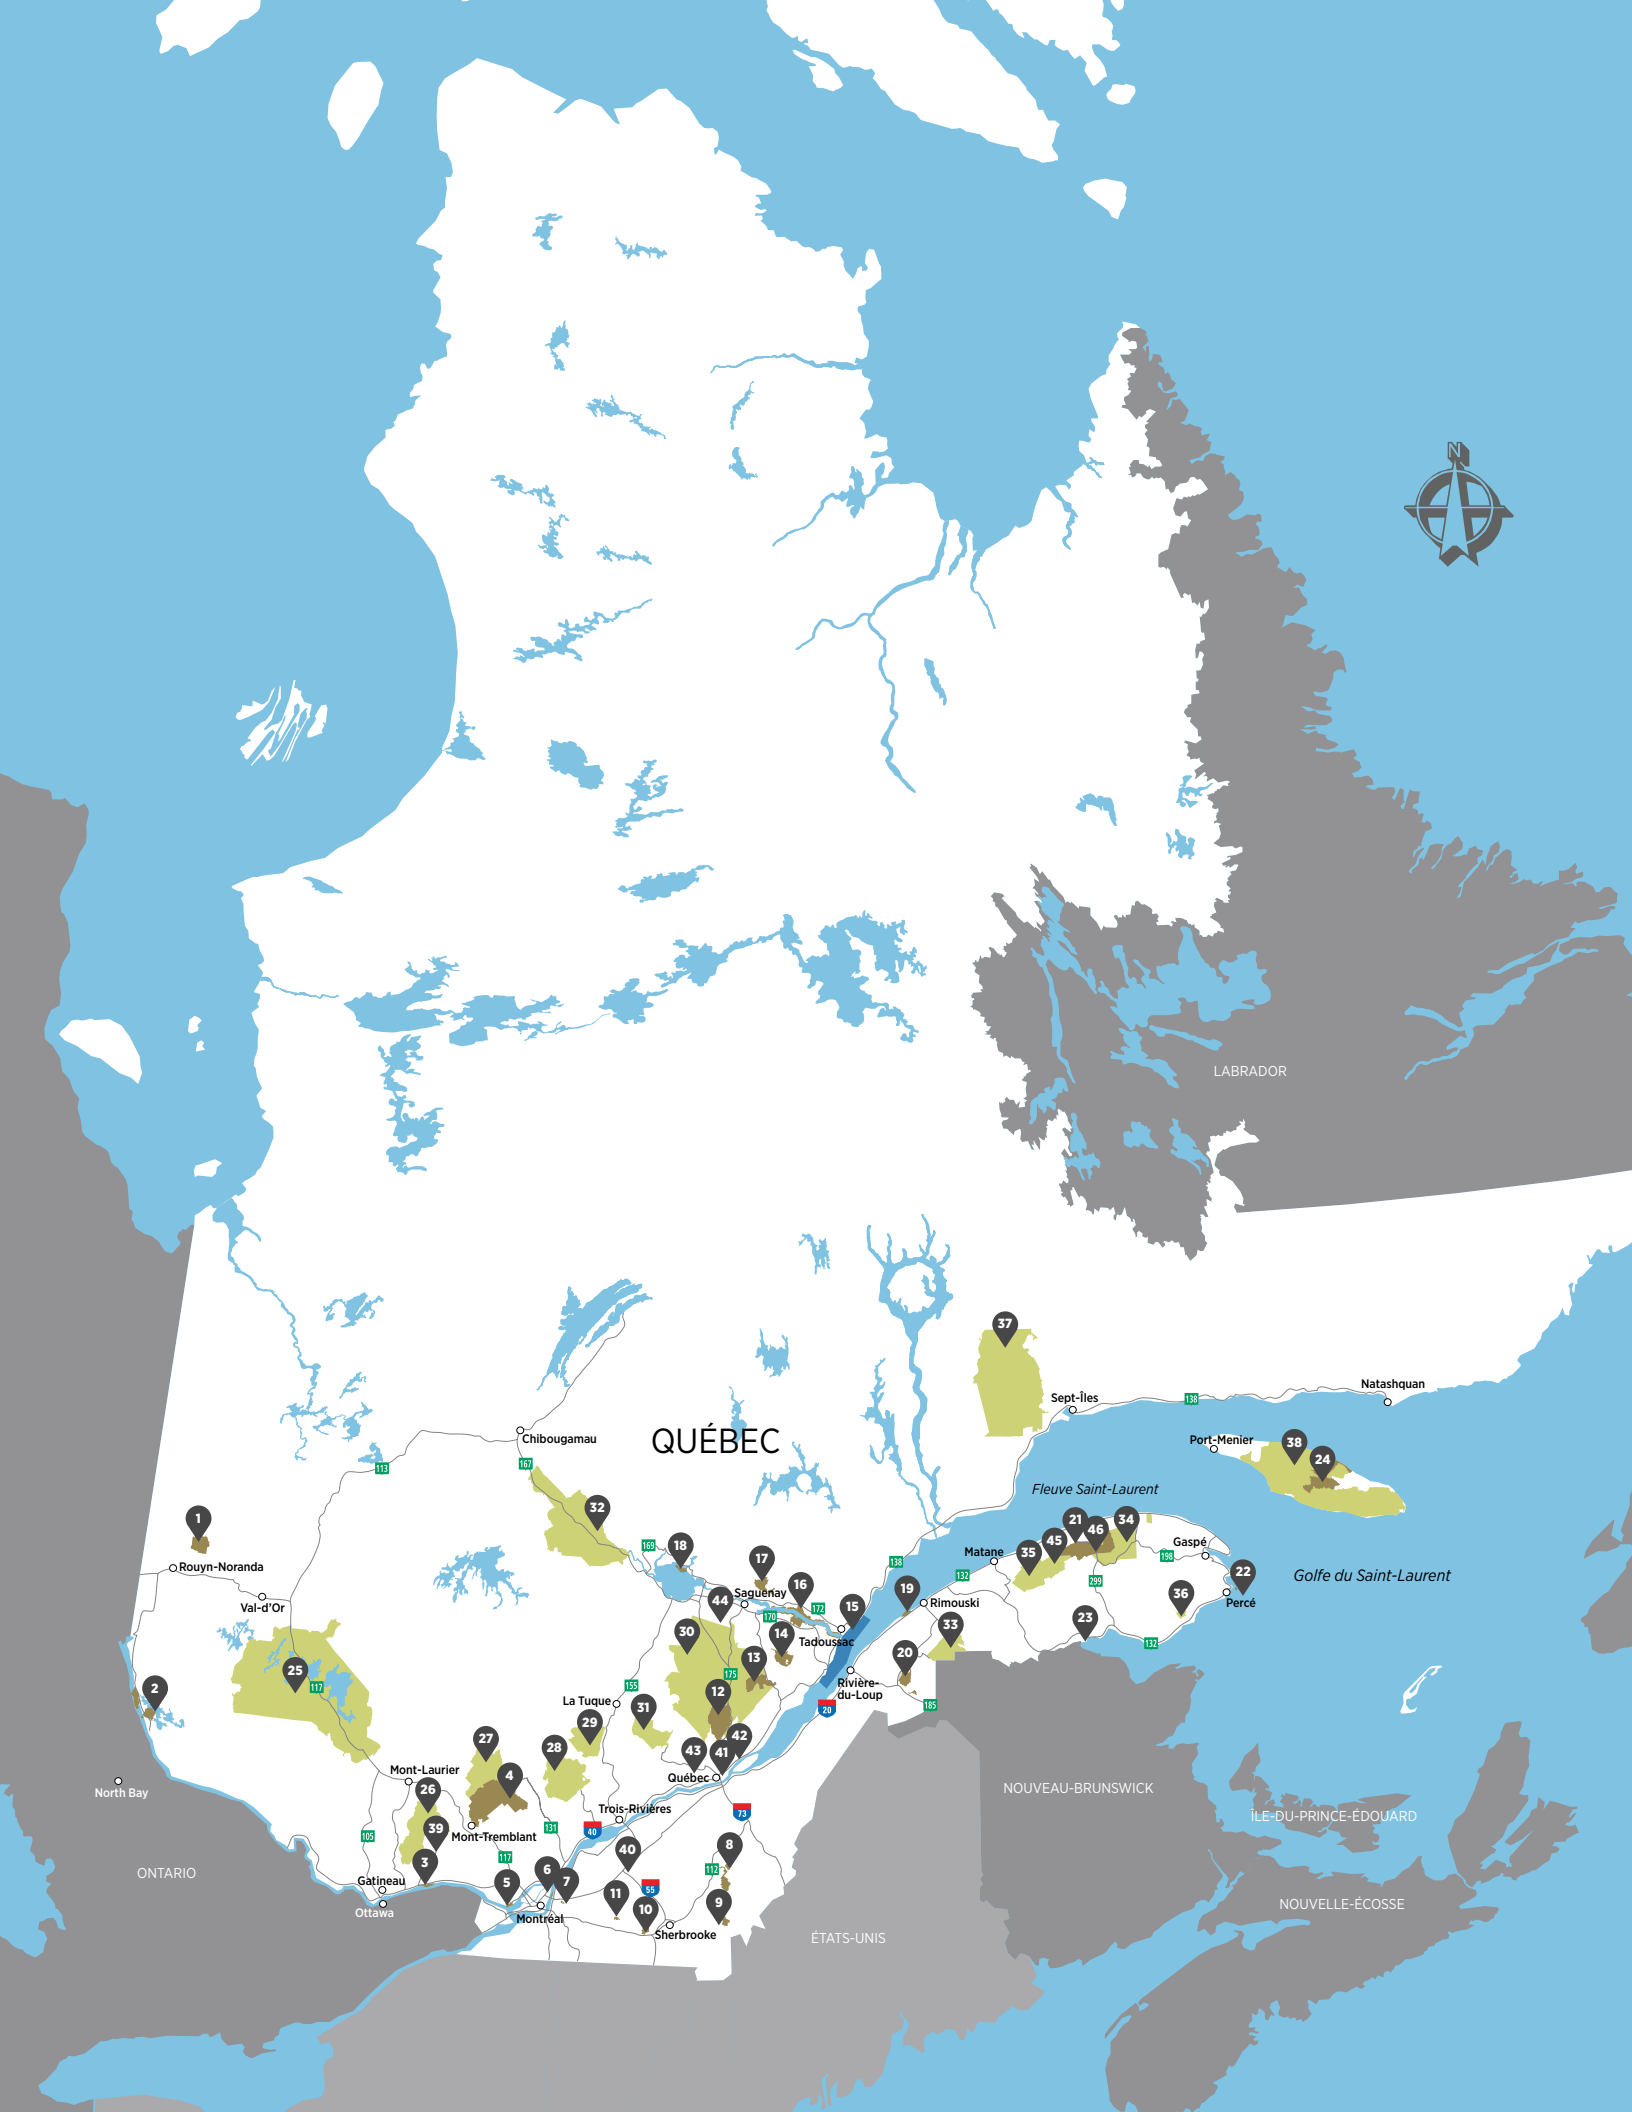 N
LABRADOR
37
Natashquan
Sept-Îles
138
QUÉBEC
Chibougamau
Port-Menier
38
24
167
113
Fleuve Saint-Laurent
32
1
21
34
46
45
35
Gaspé
198
Matane
169
18
17
138
132
299
22
Golfe du Saint-Laurent
Rouyn-Noranda
Saguenay
16
19
36
Percé
Val-d'Or
44
170
172
15
Rimouski
23
30
14
Tadoussac
33
132
25
117
13
175
20
2
12
155
Rivière-
du-Loup
La Tuque
31
20
185
29
27
28
43
41
42
Mont-Laurier
4
Québec
North Bay
26
NOUVEAU-BRUNSWICK
Trois-Rivières
73
ÎLE-DU-PRINCE-ÉDOUARD
39
105
Mont-Tremblant
131
40
40
8
3
117
112
ONTARIO
Gatineau
5
6
7
55
11
10
9
NOUVELLE-ÉCOSSE
Ottawa
Montréal
Sherbrooke
ÉTATS-UNIS